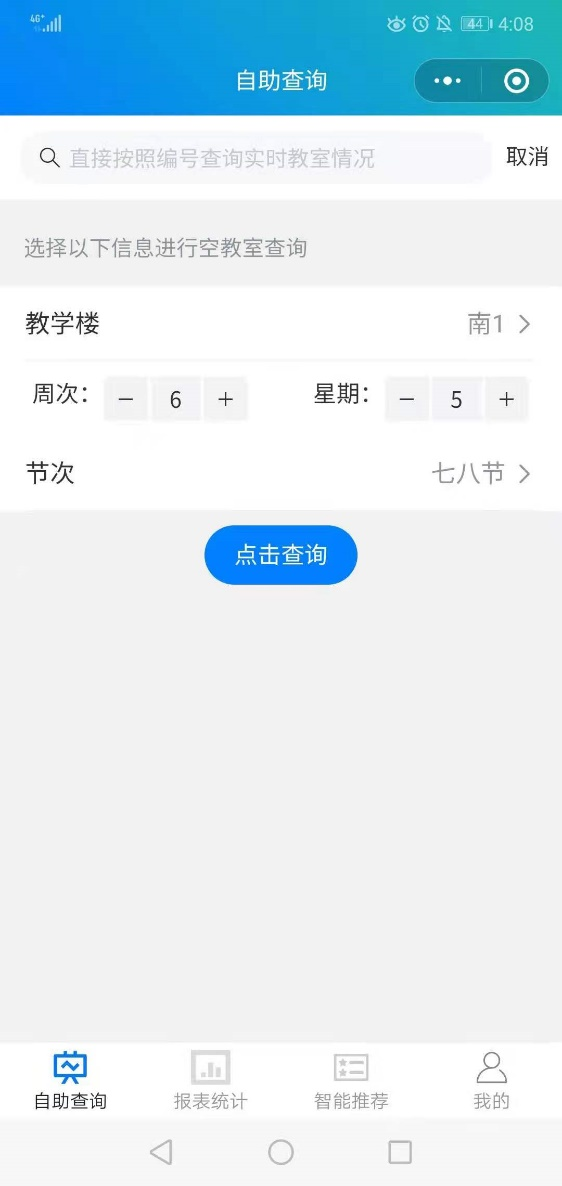 4G+ 44 4:08
自助查询
直接按照编号查询实时教室情况 取消
选择以下信息进行空教室查询
教学楼 南1
周次： − 6 + 星期： − 5 +
节次 七八节
点击查询
自助查询 报表统计 智能推荐 我的